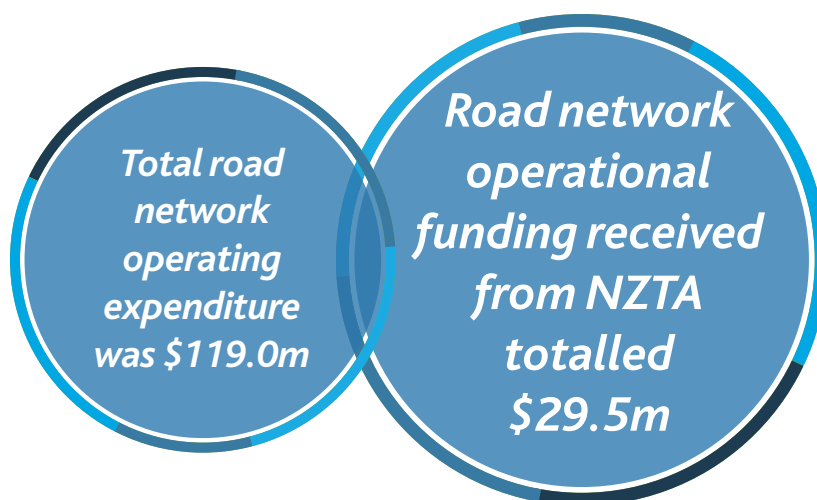 Total road
network
operating
expenditure
was $119.0m
Road network
operational
funding received
from NZTA
totalled
$29.5m